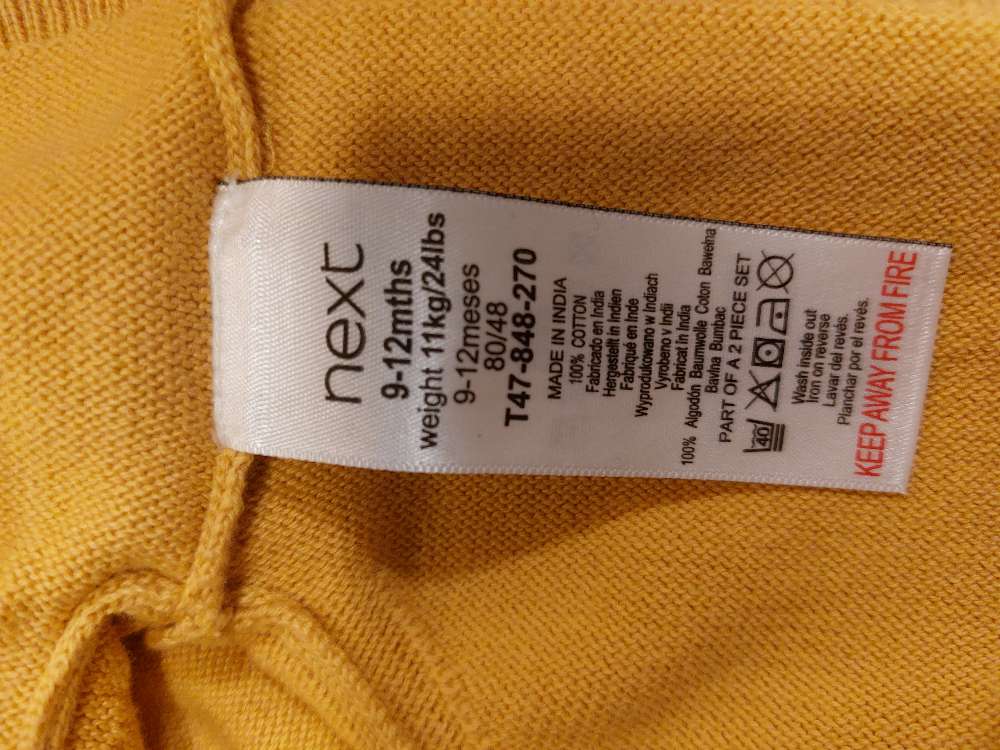 next
9-12mths
weight 11kg/24lbs
9-12meses
80/48
T47-848-270
MADE IN INDIA
100% COTTON
Fabricado en India
Hergestellt in Indien
Fabriqué en Inde
Wyprodukowano w Indiach
Vyrobeno v Indii
Fabricat in India
100% Algodón Baumwolle Coton Bawełna
Bavlna Bumbac
PART OF A 2 PIECE SET
40
Wash inside out
Iron on reverse
Lavar del revés.
Planchar por el revés.
KEEP AWAY FROM FIRE